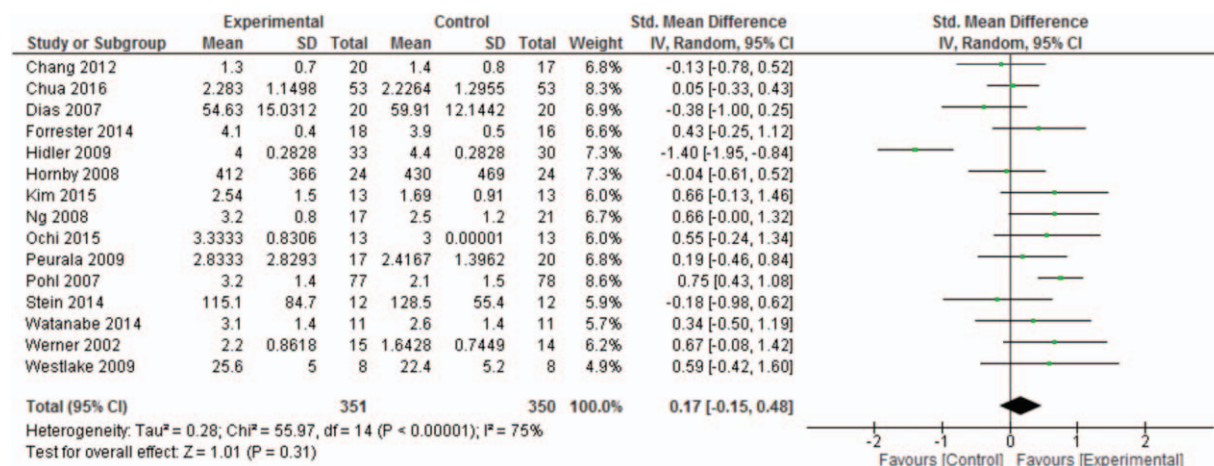 Experimental Control Std. Mean Difference Std. Mean Difference
Study or Subgroup Mean SD Total Mean SD Total Weight IV, Random, 95% CI IV, Random, 95% CI
Chang 2012 1.3 0.7 20 1.4 0.8 17 6.8% -0.13 [-0.78, 0.52]
Chua 2016 2.283 1.1498 53 2.2264 1.2955 53 8.3% 0.05 [-0.33, 0.43]
Dias 2007 54.63 15.0312 20 59.91 12.1442 20 6.9% -0.38 [-1.00, 0.25]
Forrester 2014 4.1 0.4 18 3.9 0.5 16 6.6% 0.43 [-0.25, 1.12]
Hidler 2009 4 0.2828 33 4.4 0.2828 30 7.3% -1.40 [-1.95, -0.84]
Hornby 2008 412 366 24 430 469 24 7.2% -0.04 [-0.61, 0.52]
Kim 2015 2.54 1.5 13 1.69 0.91 13 6.0% 0.66 [-0.13, 1.46]
Ng 2008 3.2 0.8 17 2.5 1.2 21 6.7% 0.66 [-0.00, 1.32]
Ochi 2015 3.3333 0.8306 13 3 0.00001 13 6.0% 0.55 [-0.24, 1.34]
Peurala 2009 2.8333 2.8293 17 2.4167 1.3962 20 6.8% 0.19 [-0.46, 0.84]
Pohl 2007 3.2 1.4 77 2.1 1.5 78 8.6% 0.75 [0.43, 1.08]
Stein 2014 115.1 84.7 12 128.5 55.4 12 5.9% -0.18 [-0.98, 0.62]
Watanabe 2014 3.1 1.4 11 2.6 1.4 11 5.7% 0.34 [-0.50, 1.19]
Werner 2002 2.2 0.8618 15 1.6428 0.7449 14 6.2% 0.67 [-0.08, 1.42]
Westlake 2009 25.6 5 8 22.4 5.2 8 4.9% 0.59 [-0.42, 1.60]
Total (95% CI) 351 350 100.0% 0.17 [-0.15, 0.48]
Heterogeneity: Tau² = 0.28; Chi² = 55.97, df = 14 (P < 0.00001); I² = 75%
Test for overall effect: Z = 1.01 (P = 0.31)
-2 -1 0 1 2
Favours [Control] Favours [Experimental]